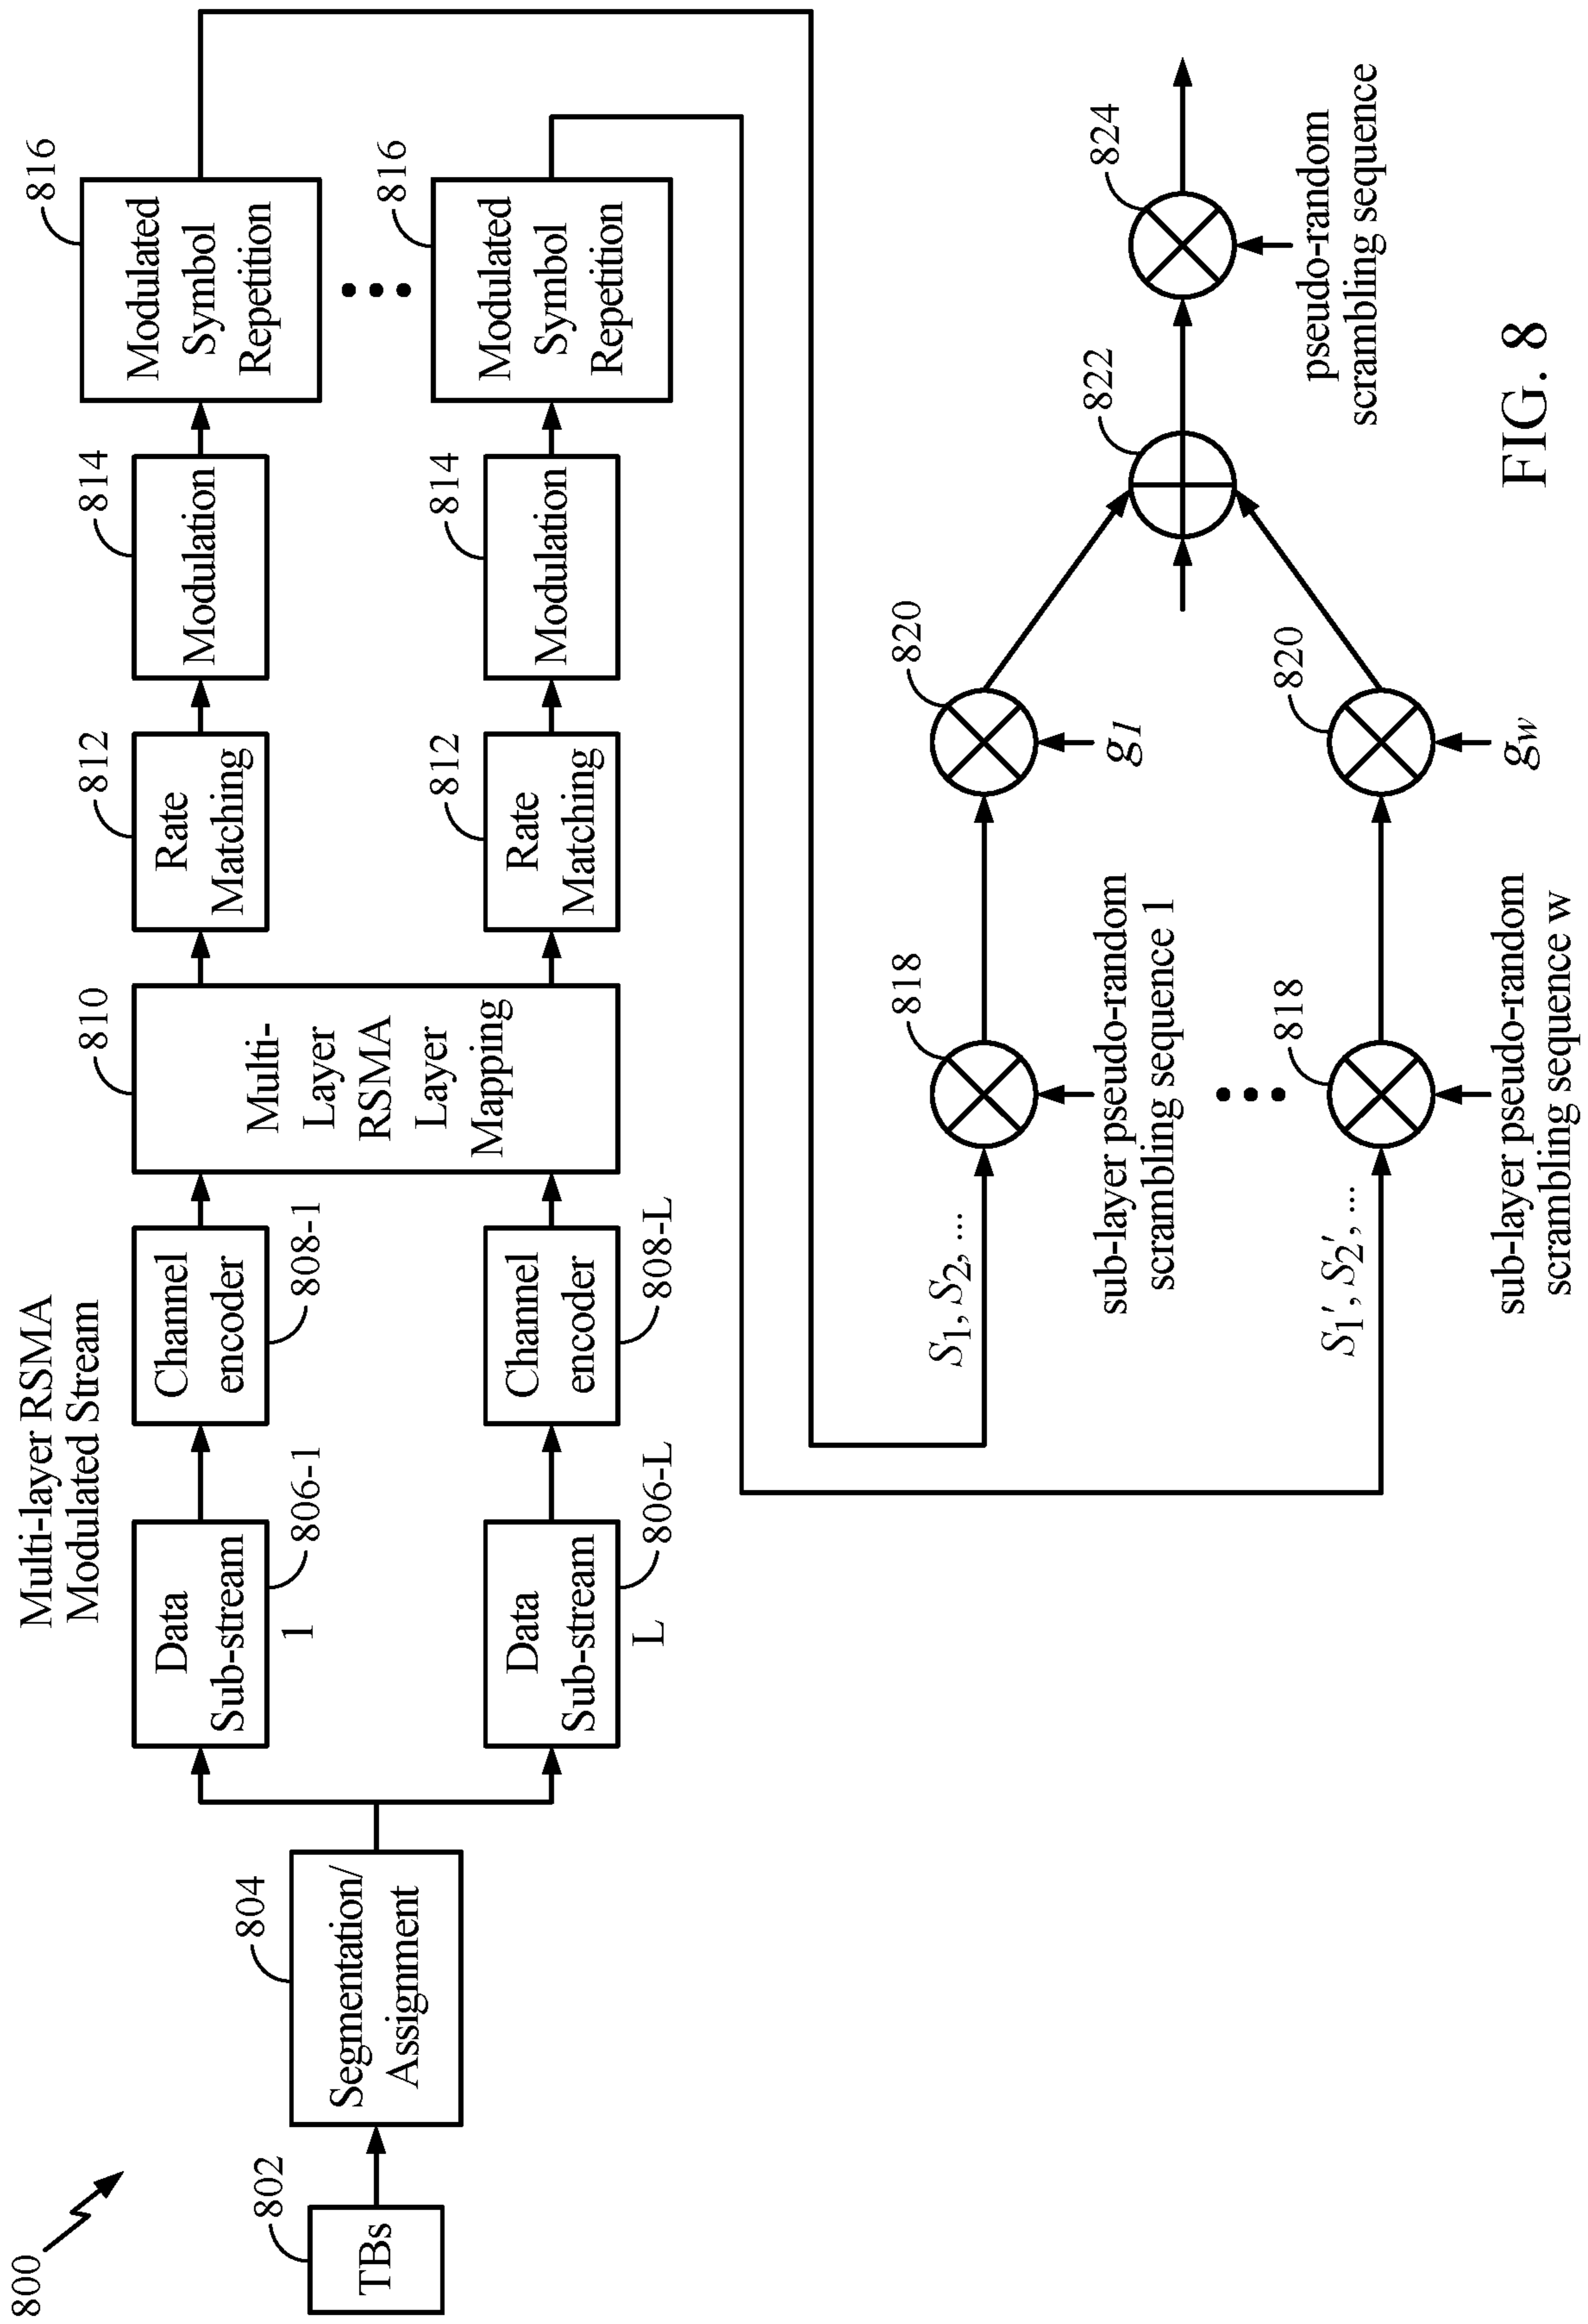 800
Multi-layer RSMA
Modulated Stream
802
TBs
804
Segmentation/
Assignment
Data
Sub-stream
1
806-1
Channel
encoder
808-1
810
Multi-
Layer
RSMA
Layer
Mapping
812
Rate
Matching
814
Modulation
816
Modulated
Symbol
Repetition
Data
Sub-stream
L
806-L
Channel
encoder
808-L
812
Rate
Matching
814
Modulation
816
Modulated
Symbol
Repetition
S1, S2, ...
818
sub-layer pseudo-random
scrambling sequence 1
820
g1
822
824
pseudo-random
scrambling sequence
S1′, S2′, ...
818
sub-layer pseudo-random
scrambling sequence w
820
gw
FIG. 8